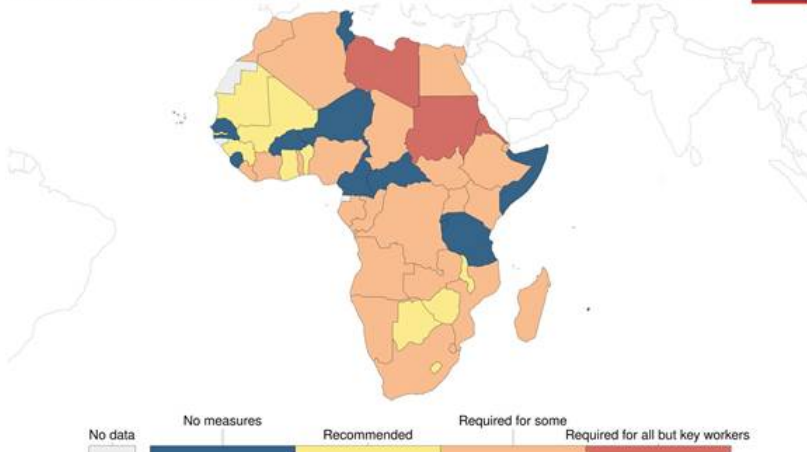 No data
No measures
Recommended
Required for some
Required for all but key workers